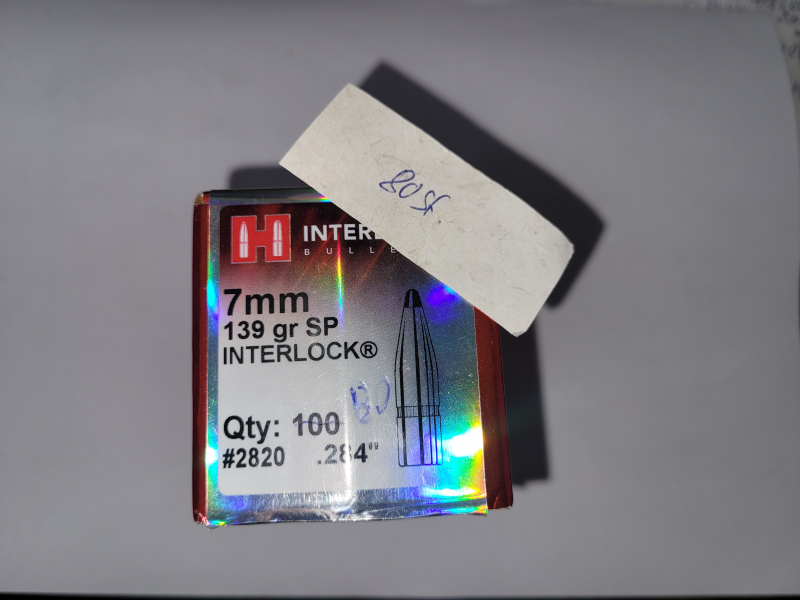 INTERL
BULLE
7mm
139 gr SP
INTERLOCK®
Qty: 100
#2820 .284"